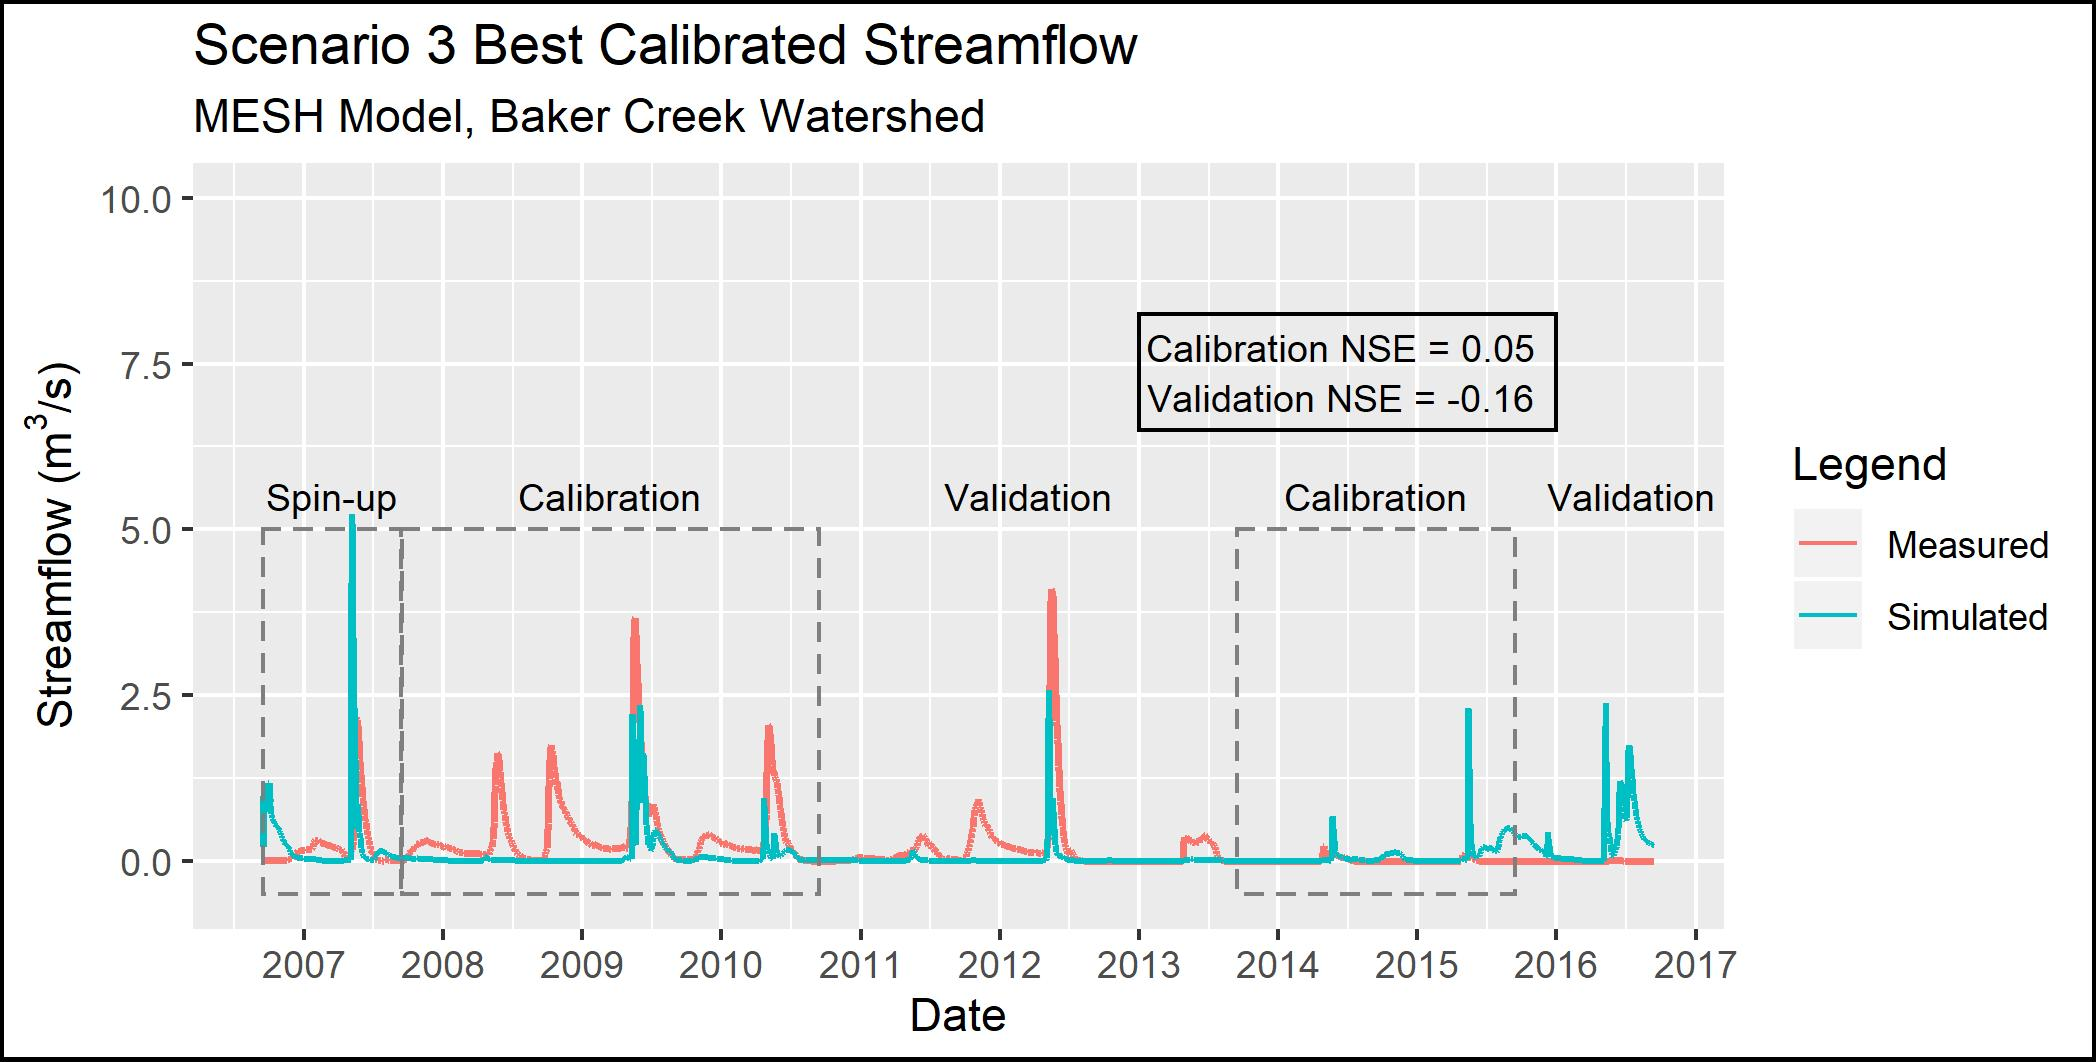 Scenario 3 Best Calibrated Streamflow
MESH Model, Baker Creek Watershed
Streamflow (m³/s)
10.0
7.5
5.0
2.5
0.0
Calibration NSE = 0.05
Validation NSE = -0.16
Spin-up Calibration Validation Calibration Validation
2007 2008 2009 2010 2011 2012 2013 2014 2015 2016 2017
Date
Legend
Measured
Simulated